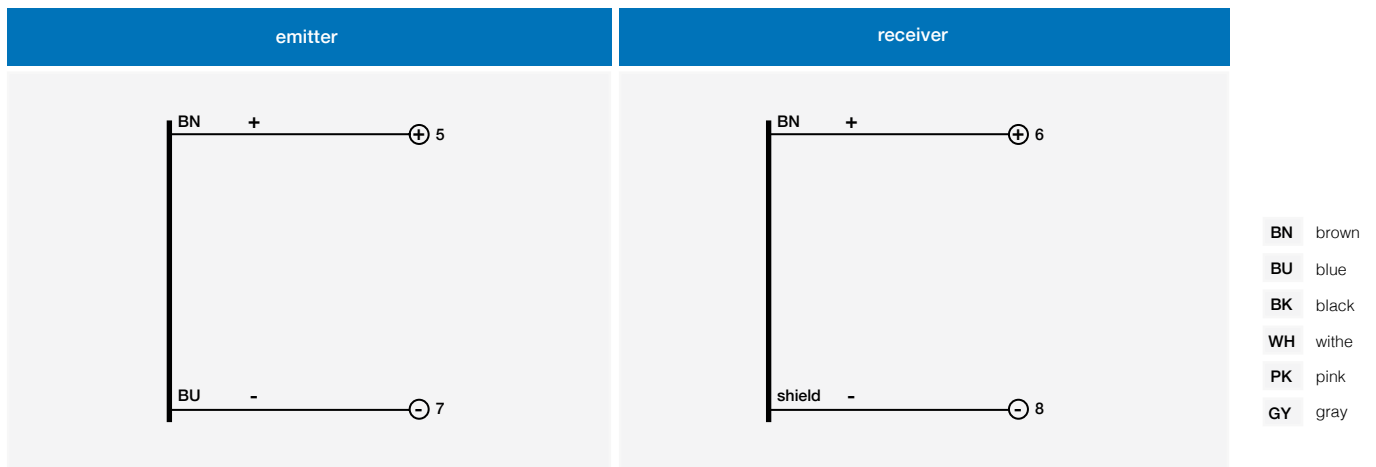 emitter
receiver
BN +
+ 5
BU -
- 7
BN +
+ 6
shield -
- 8
BN brown
BU blue
BK black
WH withe
PK pink
GY gray